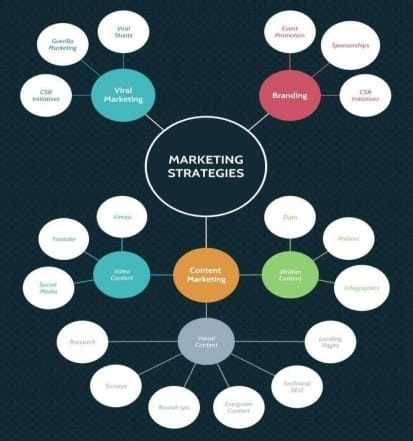 Viral
Stunts
Event
Promotion
Guerilla
Marketing
Sponsorships
CSR
Initiatives
Viral
Marketing
Branding
CSR
Initiatives
MARKETING
STRATEGIES
Vimeo
Data
Youtube
Posters
Video
Content
Content
Marketing
Written
Content
Social
Media
Infographics
Visual
Content
Research
Landing
Pages
Surveys
Technical
SEO
Round-ups
Evergreen
Content